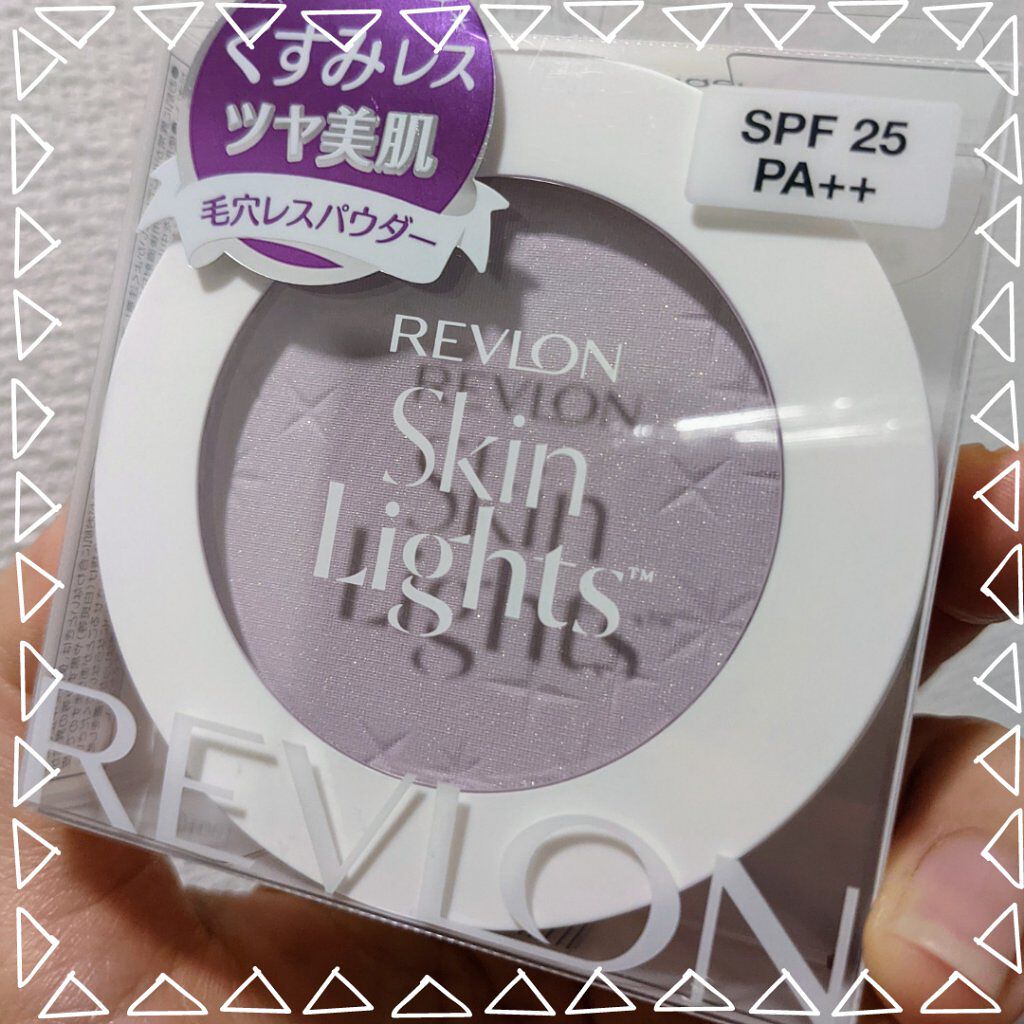 くすみレス
ツヤ美肌
毛穴レスパウダー
SPF 25
PA++
REVLON
Skin
Lights™
REVLON